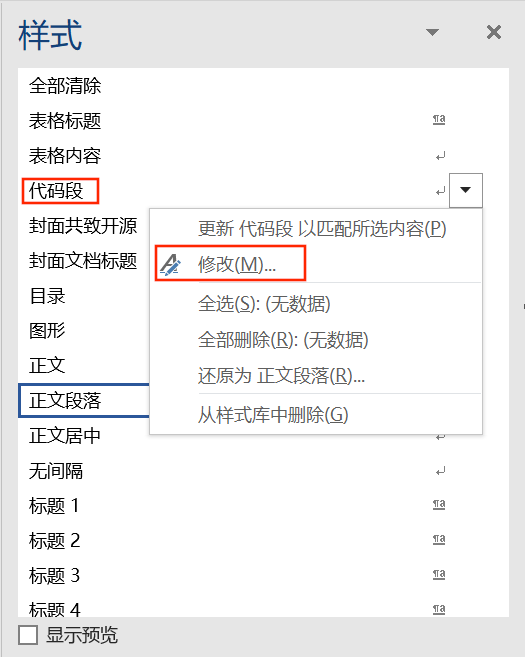 样式
全部清除
表格标题
表格内容
代码段
封面共致开源
更新 代码段 以匹配所选内容(P)
封面文档标题
修改(M)...
目录
全选(S): (无数据)
图形
全部删除(R): (无数据)
正文
还原为 正文段落(R)...
正文段落
从样式库中删除(G)
正文居中
无间隔
标题 1
标题 2
标题 3
标题 4
显示预览